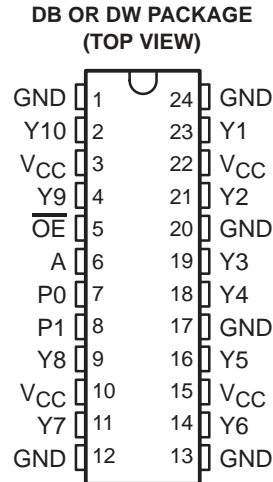 DB OR DW PACKAGE
(TOP VIEW)
GND 1 24 GND
Y10 2 23 Y1
VCC 3 22 VCC
Y9 4 21 Y2
O̅E̅ 5 20 GND
A 6 19 Y3
P0 7 18 Y4
P1 8 17 GND
Y8 9 16 Y5
VCC 10 15 VCC
Y7 11 14 Y6
GND 12 13 GND